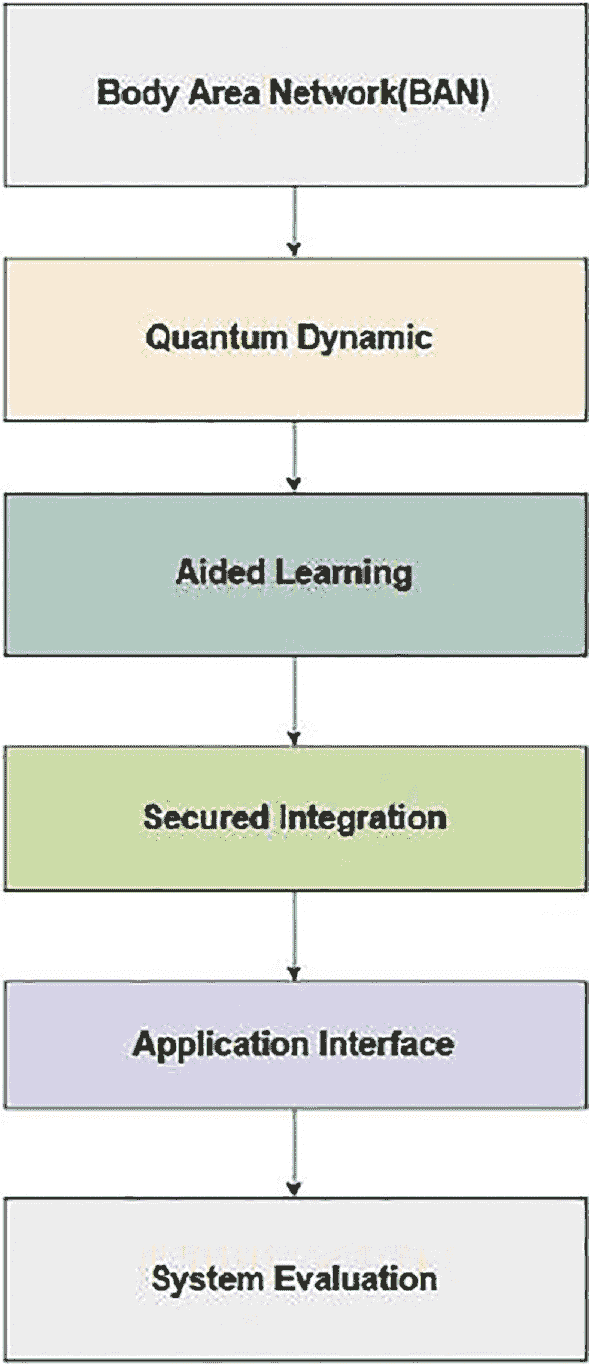 Body Area Network(BAN)
Quantum Dynamic
Aided Learning
Secured Integration
Application Interface
System Evaluation